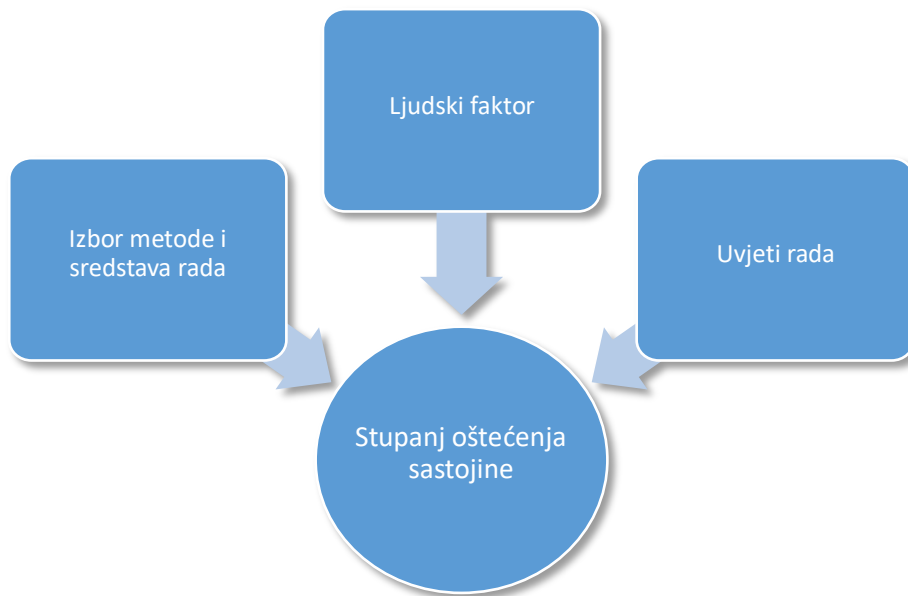 Ljudski faktor
Izbor metode i
sredstava rada
Uvjeti rada
Stupanj oštećenja
sastojine